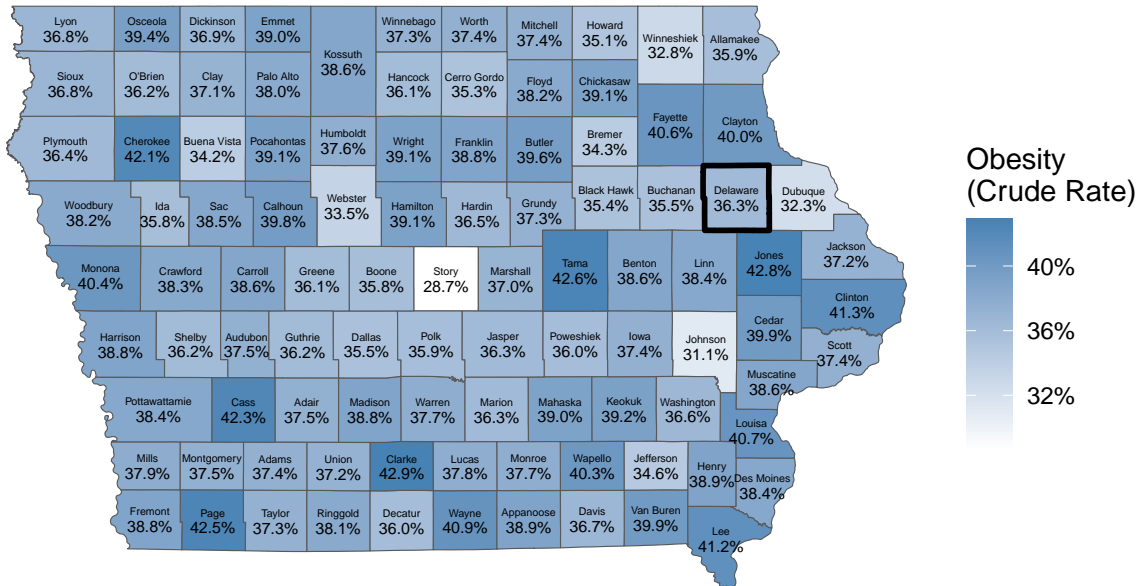 Lyon
36.8%
Osceola
39.4%
Dickinson
36.9%
Emmet
39.0%
Kossuth
38.6%
Winnebago
37.3%
Worth
37.4%
Mitchell
37.4%
Howard
35.1%
Winneshiek
32.8%
Allamakee
35.9%
Sioux
36.8%
O'Brien
36.2%
Clay
37.1%
Palo Alto
38.0%
Hancock
36.1%
Cerro Gordo
35.3%
Floyd
38.2%
Chickasaw
39.1%
Fayette
40.6%
Clayton
40.0%
Plymouth
36.4%
Cherokee
42.1%
Buena Vista
34.2%
Pocahontas
39.1%
Humboldt
37.6%
Wright
39.1%
Franklin
38.8%
Butler
39.6%
Bremer
34.3%
Woodbury
38.2%
Ida
35.8%
Sac
38.5%
Calhoun
39.8%
Webster
33.5%
Hamilton
39.1%
Hardin
36.5%
Grundy
37.3%
Black Hawk
35.4%
Buchanan
35.5%
Delaware
36.3%
Dubuque
32.3%
Monona
40.4%
Crawford
38.3%
Carroll
38.6%
Greene
36.1%
Boone
35.8%
Story
28.7%
Marshall
37.0%
Tama
42.6%
Benton
38.6%
Linn
38.4%
Jones
42.8%
Jackson
37.2%
Clinton
41.3%
Cedar
39.9%
Scott
37.4%
Harrison
38.8%
Shelby
36.2%
Audubon
37.5%
Guthrie
36.2%
Dallas
35.5%
Polk
35.9%
Jasper
36.3%
Poweshiek
36.0%
Iowa
37.4%
Johnson
31.1%
Muscatine
38.6%
Pottawattamie
38.4%
Cass
42.3%
Adair
37.5%
Madison
38.8%
Warren
37.7%
Marion
36.3%
Mahaska
39.0%
Keokuk
39.2%
Washington
36.6%
Louisa
40.7%
Mills
37.9%
Montgomery
37.5%
Adams
37.4%
Union
37.2%
Clarke
42.9%
Lucas
37.8%
Monroe
37.7%
Wapello
40.3%
Jefferson
34.6%
Henry
38.9%
Des Moines
38.4%
Fremont
38.8%
Page
42.5%
Taylor
37.3%
Ringgold
38.1%
Decatur
36.0%
Wayne
40.9%
Appanoose
38.9%
Davis
36.7%
Van Buren
39.9%
Lee
41.2%
Obesity
(Crude Rate)
40%
36%
32%